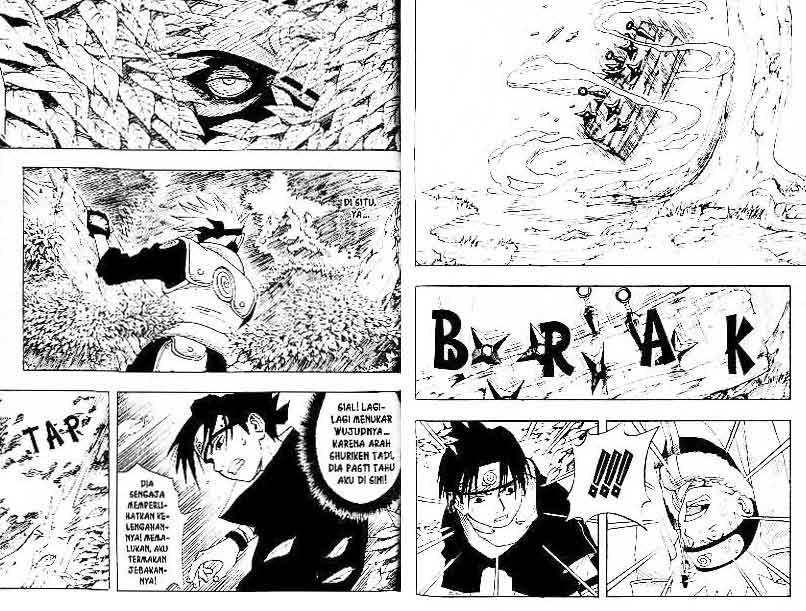 BRAK
!!!!
DI SITU,
YA...
SIAL! LAGI-
LAGI MENUKAR
WUJUDNYA...
KARENA ARAH
SHURIKEN TADI,
DIA PASTI TAHU
AKU DI SINI!
DIA
SENGAJA
MEMPERLI-
HATKAN KE-
LENGAHAN-
NYA! MEMA-
LUKAN, AKU
TERMAKAN
JEBAKAN-
NYA!
TAP